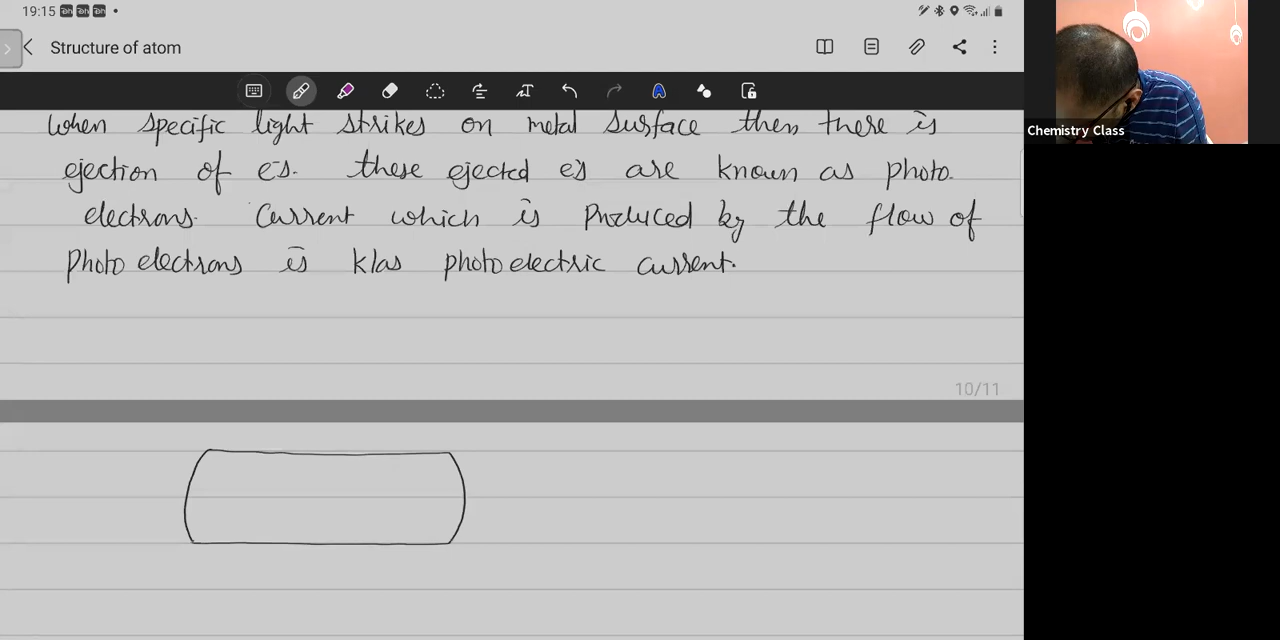 19:15
Structure of atom
when specific light strikes on metal surface then there is
ejection of e⁻s. these ejected e⁻s are known as photo
electrons. Current which is produced by the flow of
photo electrons is k/as photoelectric current.
10/11
Chemistry Class